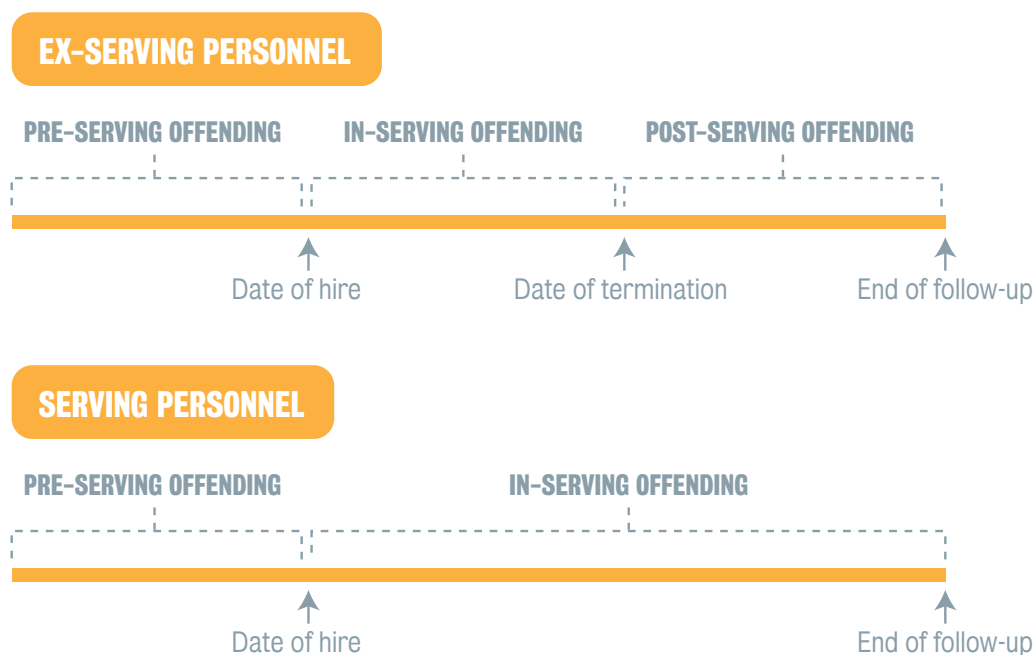 EX-SERVING PERSONNEL
PRE-SERVING OFFENDING
IN-SERVING OFFENDING
POST-SERVING OFFENDING
Date of hire
Date of termination
End of follow-up
SERVING PERSONNEL
PRE-SERVING OFFENDING
IN-SERVING OFFENDING
Date of hire
End of follow-up